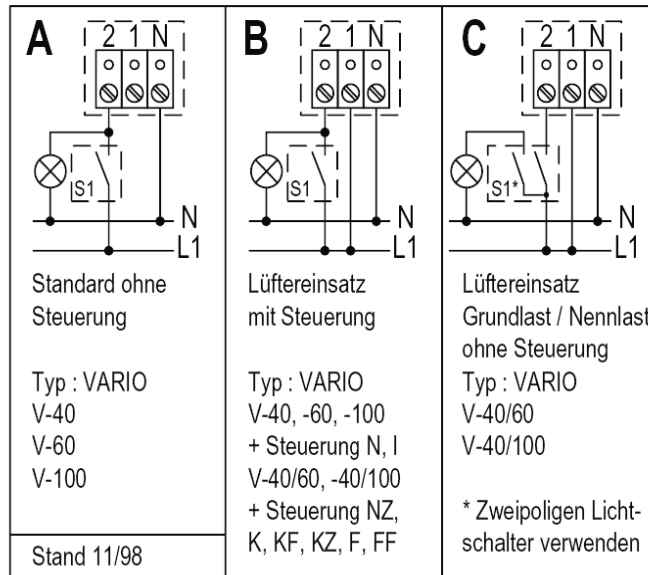 A
2 1 N
S1
N
L1
Standard ohne
Steuerung
Typ : VARIO
V-40
V-60
V-100
Stand 11/98
B
2 1 N
S1
N
L1
Lüftereinsatz
mit Steuerung
Typ : VARIO
V-40, -60, -100
+ Steuerung N, I
V-40/60, -40/100
+ Steuerung NZ,
K, KF, KZ, F, FF
C
2 1 N
S1*
N
L1
Lüftereinsatz
Grundlast / Nennlast
ohne Steuerung
Typ : VARIO
V-40/60
V-40/100
* Zweipoligen Licht-
schalter verwenden